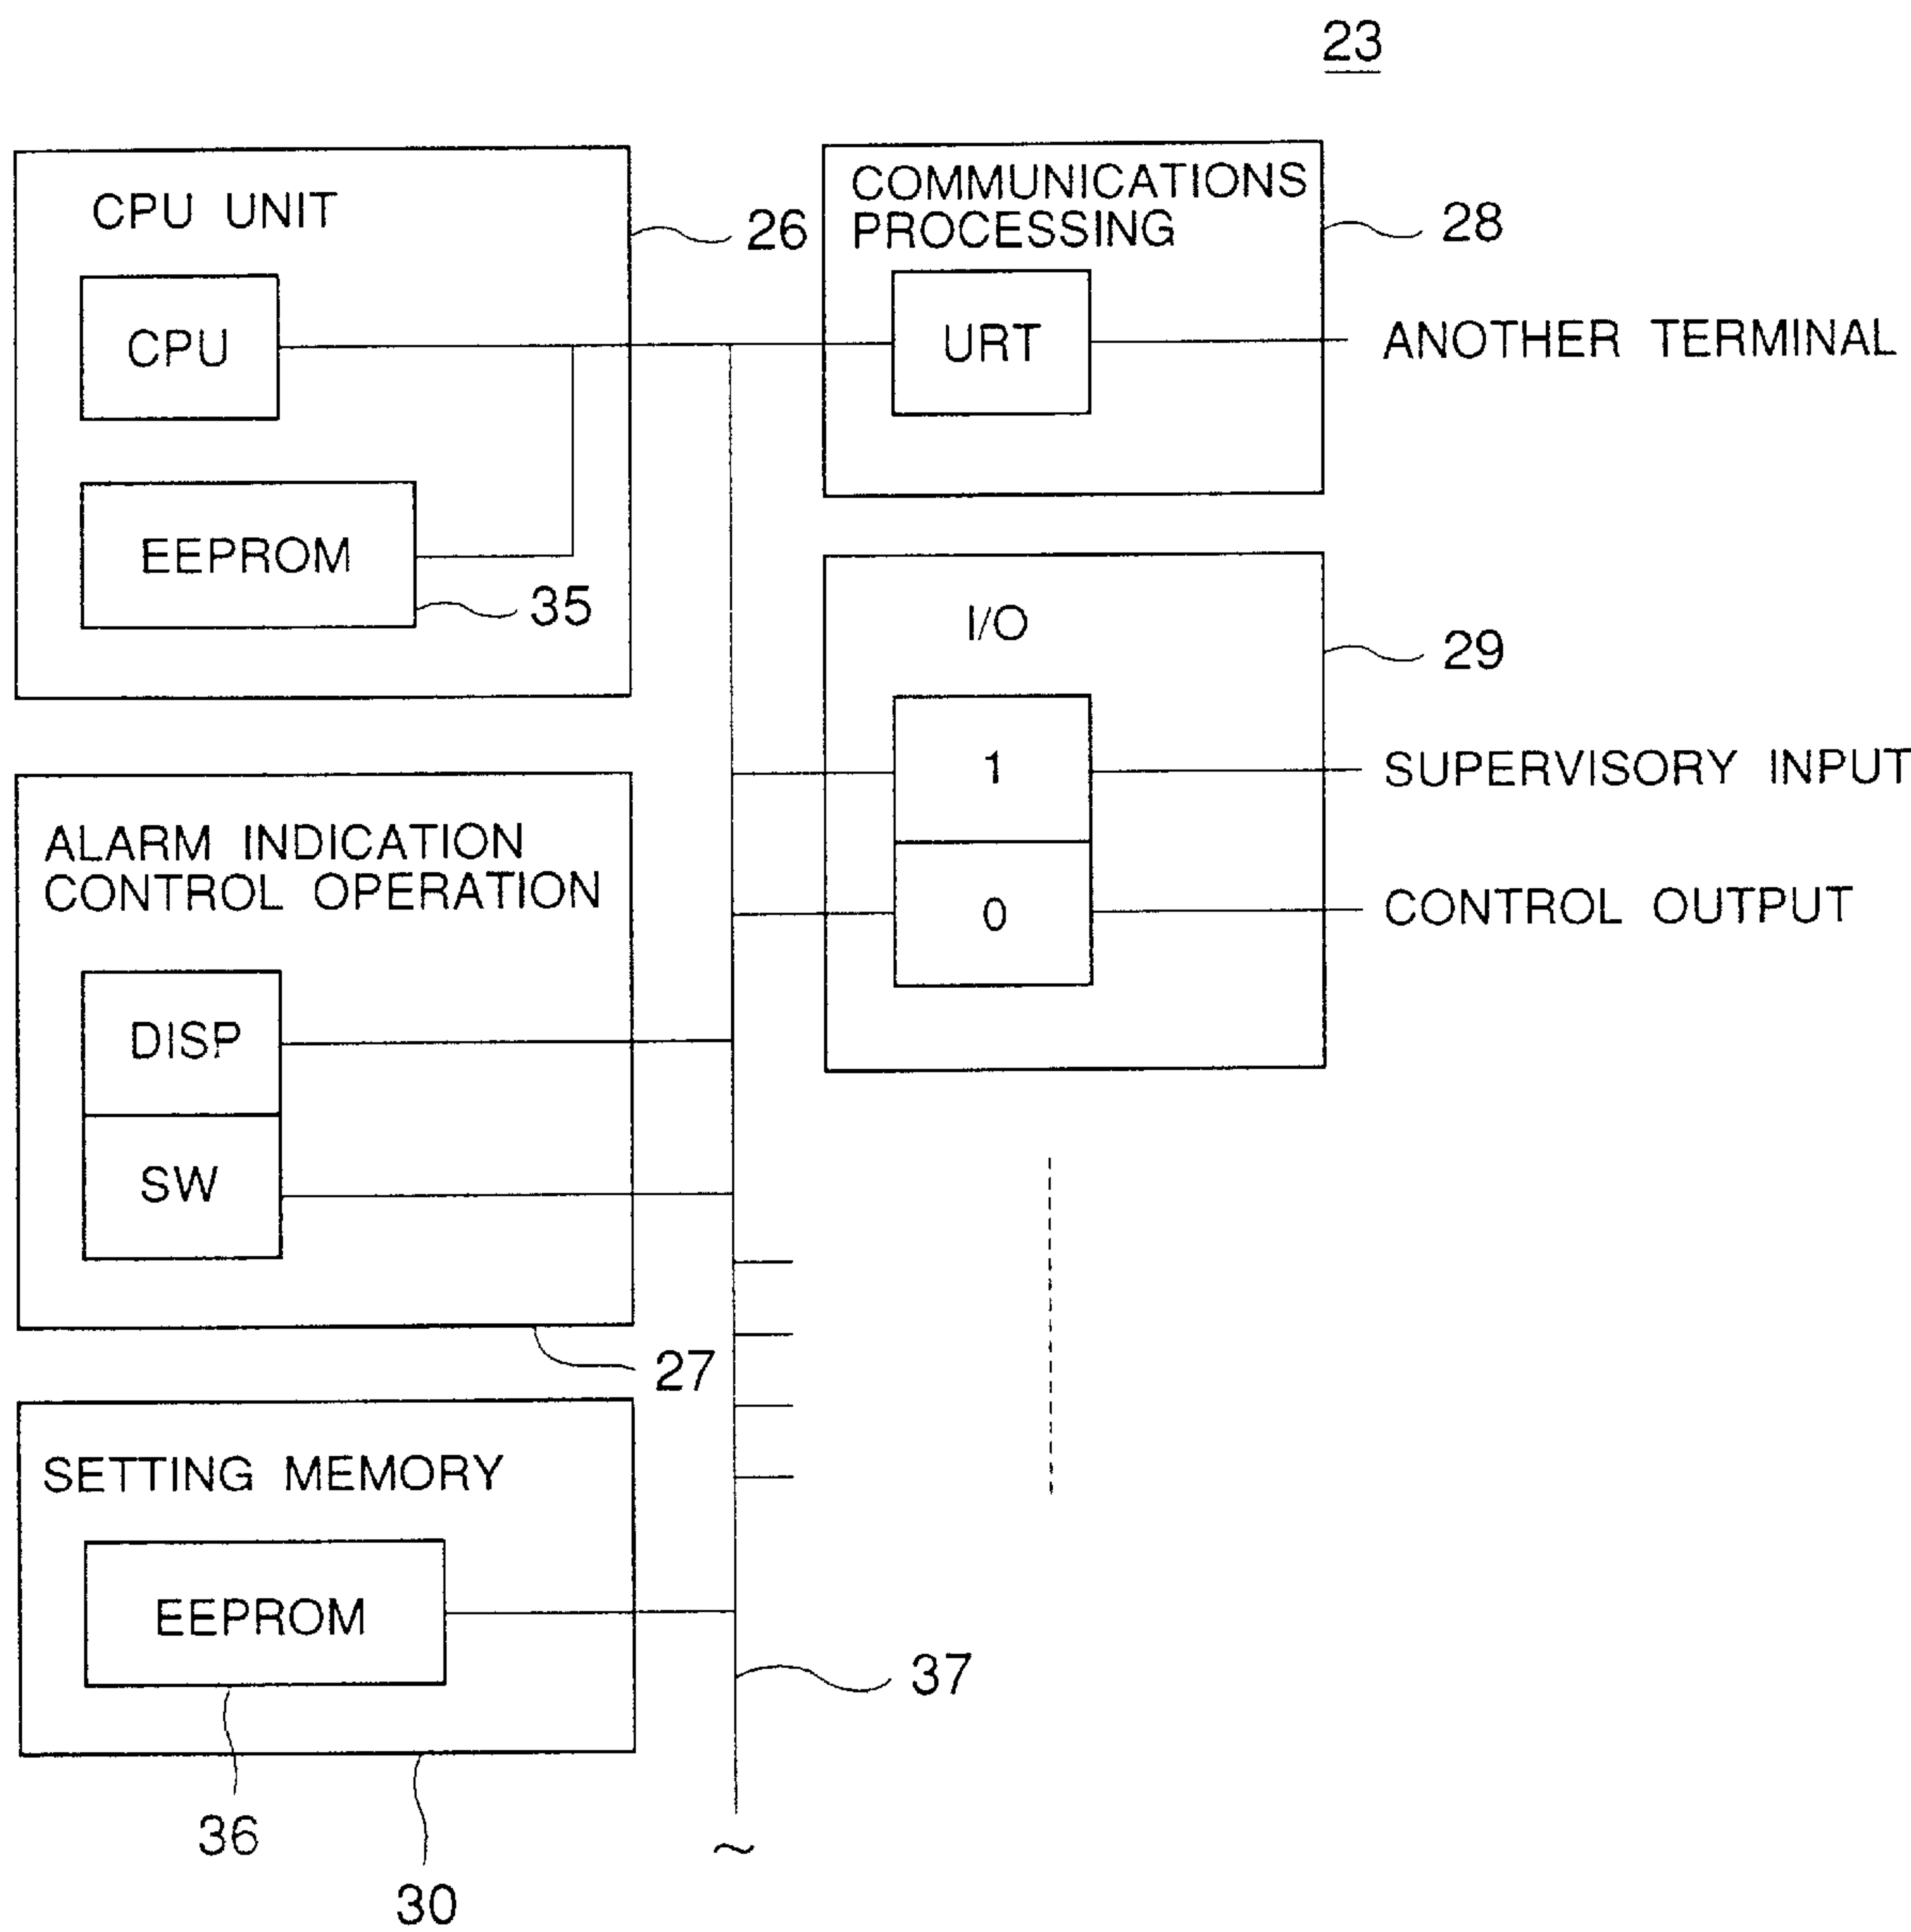 23
CPU UNIT
26
CPU
EEPROM
35
COMMUNICATIONS
PROCESSING
28
URT
ANOTHER TERMINAL
I/O
29
1
SUPERVISORY INPUT
0
CONTROL OUTPUT
ALARM INDICATION
CONTROL OPERATION
DISP
SW
27
SETTING MEMORY
EEPROM
37
36
30
~